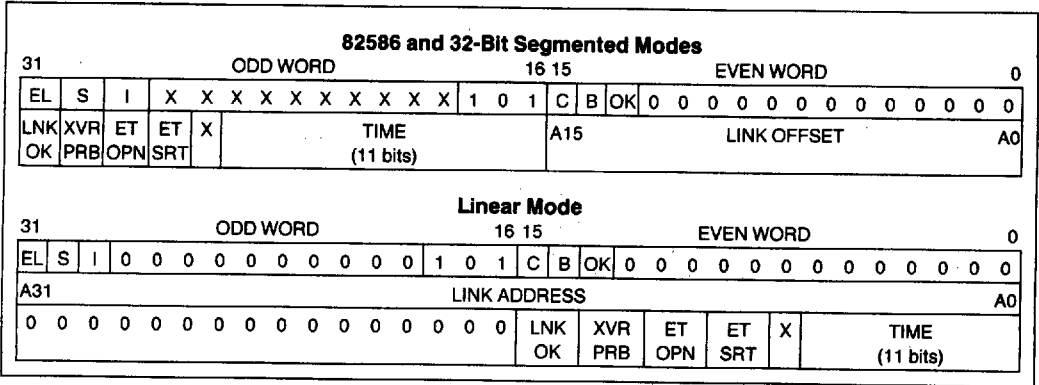 82586 and 32-Bit Segmented Modes
31 ODD WORD 16 15 EVEN WORD 0
EL S I X X X X X X X X X X 1 0 1 C B OK 0 0 0 0 0 0 0 0 0 0 0 0 0
LNK OK XVR PRB ET OPN ET SRT X TIME (11 bits) A15 LINK OFFSET A0
Linear Mode
31 ODD WORD 16 15 EVEN WORD 0
EL S I 0 0 0 0 0 0 0 0 0 0 1 0 1 C B OK 0 0 0 0 0 0 0 0 0 0 0 0 0
A31 LINK ADDRESS A0
0 0 0 0 0 0 0 0 0 0 0 0 0 0 0 0 LNK OK XVR PRB ET OPN ET SRT X TIME (11 bits)